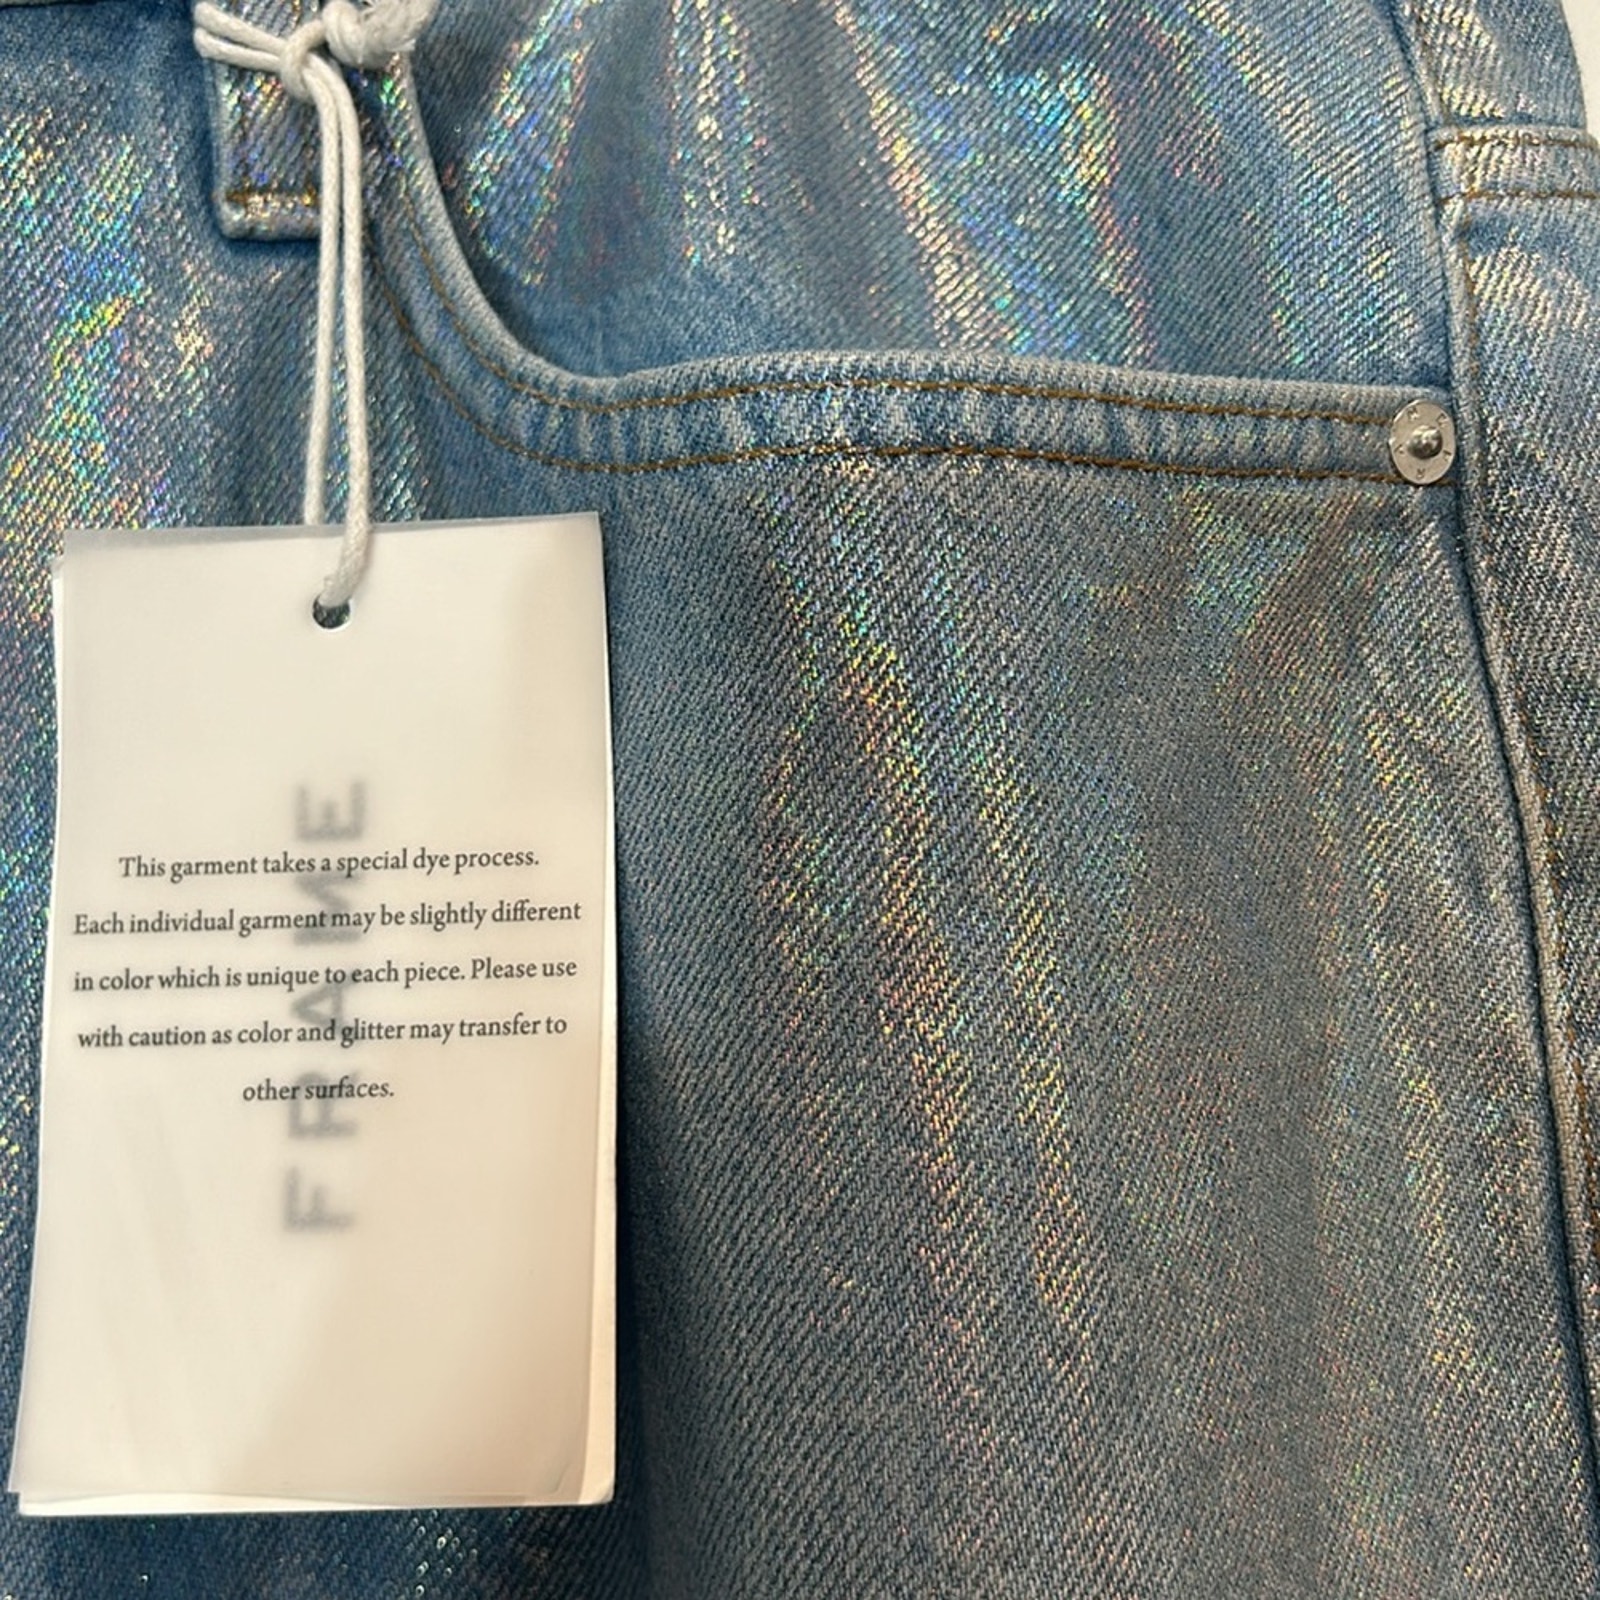 This garment takes a special dye process.
Each individual garment may be slightly different
in color which is unique to each piece. Please use
with caution as color and glitter may transfer to
other surfaces.
FRAME